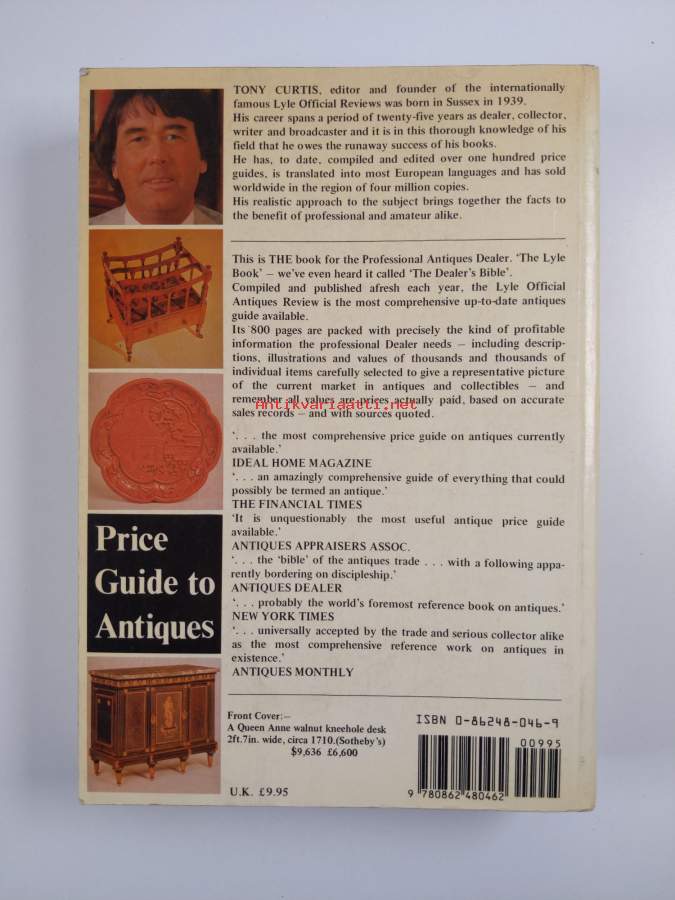 TONY CURTIS, editor and founder of the internationally
famous Lyle Official Reviews was born in Sussex in 1939.
His career spans a period of twenty-five years as dealer, collector,
writer and broadcaster and it is in this thorough knowledge of his
field that he owes the runaway success of his books.
He has, to date, compiled and edited over one hundred price
guides, is translated into most European languages and has sold
worldwide in the region of four million copies.
His realistic approach to the subject brings together the facts to
the benefit of professional and amateur alike.
This is THE book for the Professional Antiques Dealer. ‘The Lyle
Book’ – we’ve even heard it called ‘The Dealer’s Bible’.
Compiled and published afresh each year, the Lyle Official
Antiques Review is the most comprehensive up-to-date antiques
guide available.
Its 800 pages are packed with precisely the kind of profitable
information the professional Dealer needs – including descrip-
tions, illustrations and values of thousands and thousands of
individual items carefully selected to give a representative picture
of the current market in antiques and collectibles – and
remember all values are prices actually paid, based on accurate
Antikvariaatti.net
sales records – and with sources quoted.
‘. . . the most comprehensive price guide on antiques currently
available.’
IDEAL HOME MAGAZINE
‘. . . an amazingly comprehensive guide of everything that could
possibly be termed an antique.’
THE FINANCIAL TIMES
‘It is unquestionably the most useful antique price guide
available.’
ANTIQUES APPRAISERS ASSOC.
‘. . . the ‘bible’ of the antiques trade . . . with a following appa-
rently bordering on discipleship.’
ANTIQUES DEALER
‘. . . probably the world’s foremost reference book on antiques.’
NEW YORK TIMES
‘. . . universally accepted by the trade and serious collector alike
as the most comprehensive reference work on antiques in
existence.’
ANTIQUES MONTHLY
Price
Guide to
Antiques
Front Cover:–
A Queen Anne walnut kneehole desk
2ft.7in. wide, circa 1710.(Sotheby’s)
$9,636 £6,600
U.K. £9.95
ISBN 0-86248-046-9
00995
9 780862 480462